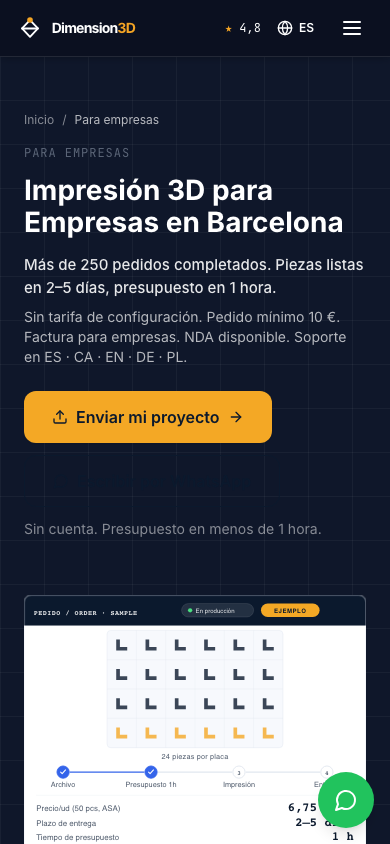 Dimension3D
★ 4,8
ES
Inicio / Para empresas
PARA EMPRESAS
Impresión 3D para
Empresas en Barcelona
Más de 250 pedidos completados. Piezas listas
en 2–5 días, presupuesto en 1 hora.
Sin tarifa de configuración. Pedido mínimo 10 €.
Factura para empresas. NDA disponible. Soporte
en ES · CA · EN · DE · PL.
Enviar mi proyecto →
Sin cuenta. Presupuesto en menos de 1 hora.
PEDIDO / ORDER · SAMPLE
En producción
EJEMPLO
24 piezas por placa
3
4
Archivo
Presupuesto 1h
Impresión
Precio/ud (50 pcs, ASA)
6,75
Plazo de entrega
2–5
Tiempo de presupuesto
1 h